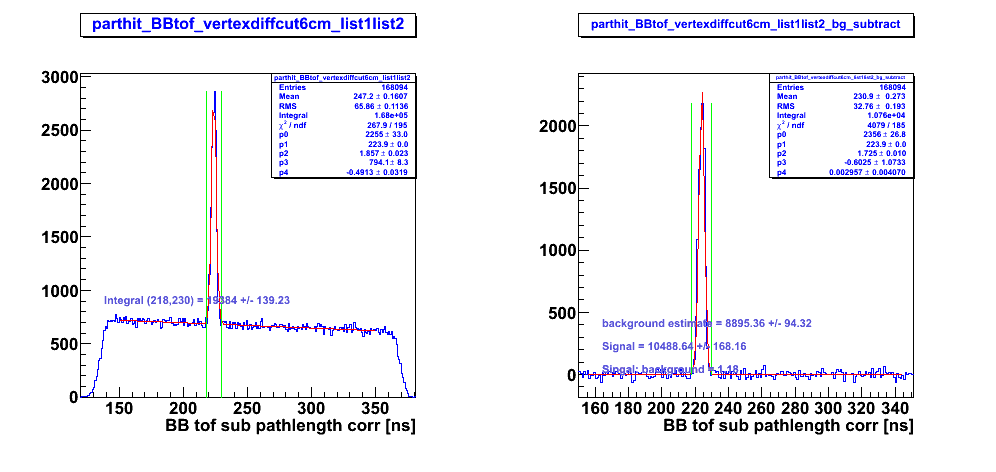 parthit_BBtof_vertexdiffcut6cm_list1list2
parthit_BBtof_vertexdiffcut6cm_list1list2
Entries 168094
Mean 247.2 ± 0.1607
RMS 65.86 ± 0.1136
Integral 1.68e+05
χ² / ndf 267.9 / 195
p0 2255 ± 33.0
p1 223.9 ± 0.0
p2 1.857 ± 0.023
p3 794.1 ± 8.3
p4 -0.4913 ± 0.0319
3000
2500
2000
1500
1000
500
0
Integral (218,230) = 19384 +/- 139.23
150 200 250 300 350
BB tof sub pathlength corr [ns]
parthit_BBtof_vertexdiffcut6cm_list1list2_bg_subtract
parthit_BBtof_vertexdiffcut6cm_list1list2_bg_subtract
Entries 168094
Mean 230.9 ± 0.273
RMS 32.76 ± 0.193
Integral 1.076e+04
χ² / ndf 4079 / 185
p0 2356 ± 26.8
p1 223.9 ± 0.0
p2 1.725 ± 0.010
p3 -0.6025 ± 1.0733
p4 0.002957 ± 0.004070
2000
1500
1000
500
0
background estimate = 8895.36 +/- 94.32
Signal = 10488.64 +/- 168.16
Singal: background = 1.18
160 180 200 220 240 260 280 300 320 340
BB tof sub pathlength corr [ns]